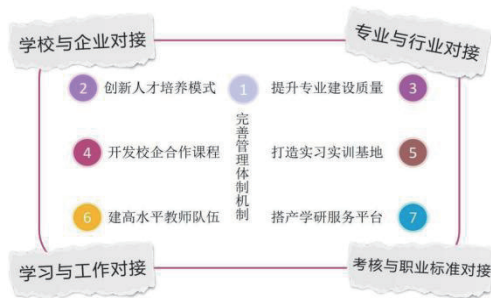 学校与企业对接
专业与行业对接
2 创新人才培养模式
1
提升专业建设质量 3
完善管理体制机制
4 开发校企合作课程
打造实习实训基地 5
6 建高水平教师队伍
搭产学研服务平台 7
学习与工作对接
考核与职业标准对接